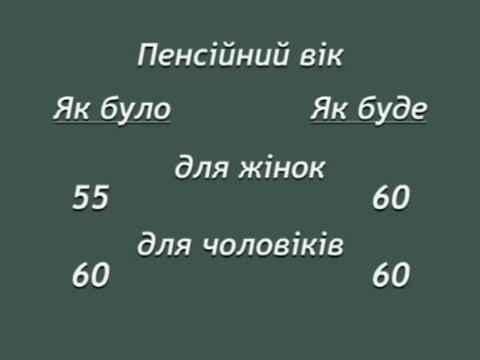 Пенсійний вік
Як було Як буде
для жінок
55 60
для чоловіків
60 60